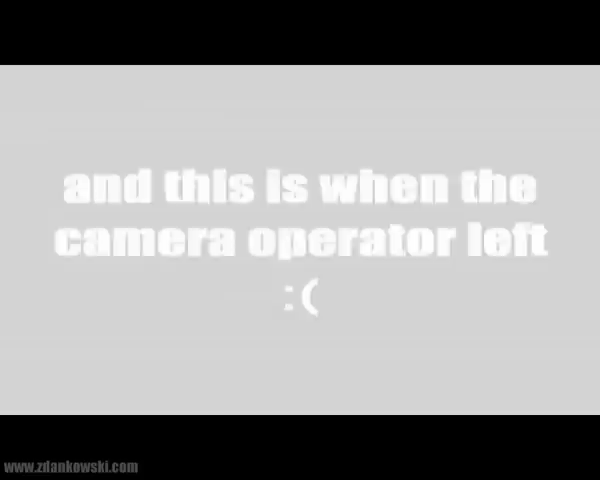 and this is when the
camera operator left
:(
www.zdankowski.com